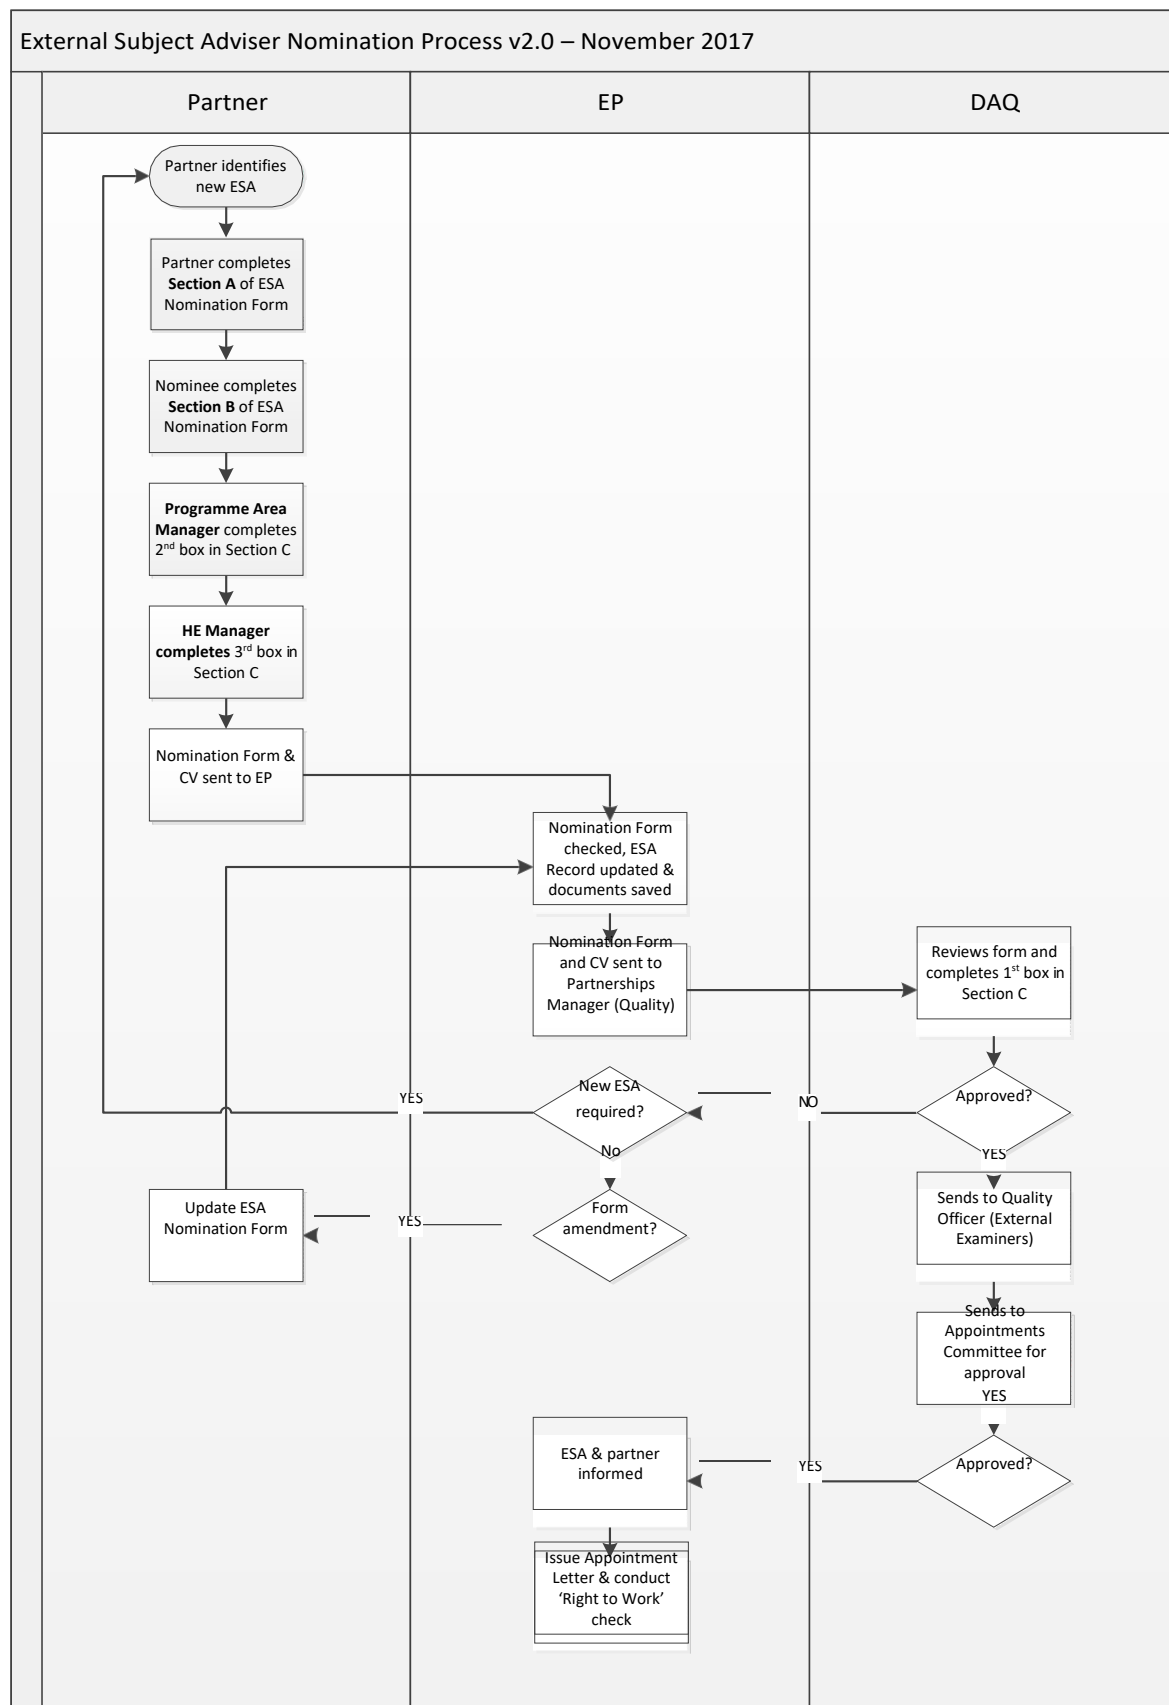 External Subject Adviser Nomination Process v2.0 – November 2017
Partner
EP
DAQ
Partner identifies
new ESA
Partner completes
Section A of ESA
Nomination Form
Nominee completes
Section B of ESA
Nomination Form
Programme Area
Manager completes
2nd box in Section C
HE Manager
completes 3rd box in
Section C
Nomination Form &
CV sent to EP
Nomination Form
checked, ESA
Record updated &
documents saved
Nomination Form
and CV sent to
Partnerships
Manager (Quality)
Reviews form and
completes 1st box in
Section C
Approved?
NO
New ESA
required?
YES
No
Form
amendment?
YES
Update ESA
Nomination Form
YES
Sends to Quality
Officer (External
Examiners)
Sends to
Appointments
Committee for
approval
YES
Approved?
YES
ESA & partner
informed
Issue Appointment
Letter & conduct
‘Right to Work’
check